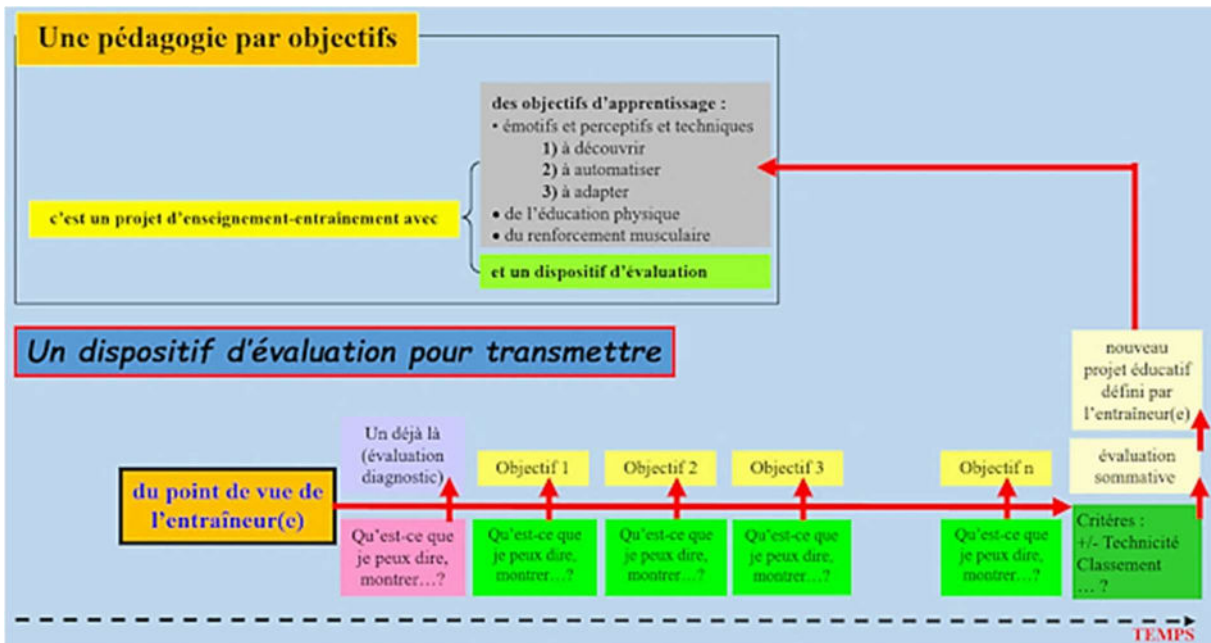 Une pédagogie par objectifs
des objectifs d'apprentissage :
• émotifs et perceptifs et techniques
1) à découvrir
2) à automatiser
3) à adapter
• de l'éducation physique
• du renforcement musculaire
c'est un projet d'enseignement-entraînement avec
et un dispositif d'évaluation
Un dispositif d'évaluation pour transmettre
nouveau
projet éducatif
défini par
l'entraîneur(e)
Un déjà là
(évaluation
diagnostic)
Objectif 1
Objectif 2
Objectif 3
Objectif n
évaluation
sommative
du point de vue de
l'entraîneur(e)
Qu'est-ce que
je peux dire,
montrer…?
Qu'est-ce que
je peux dire,
montrer…?
Qu'est-ce que
je peux dire,
montrer…?
Qu'est-ce que
je peux dire,
montrer…?
Qu'est-ce que
je peux dire,
montrer…?
Critères :
+/- Technicité
Classement
… ?
TEMPS